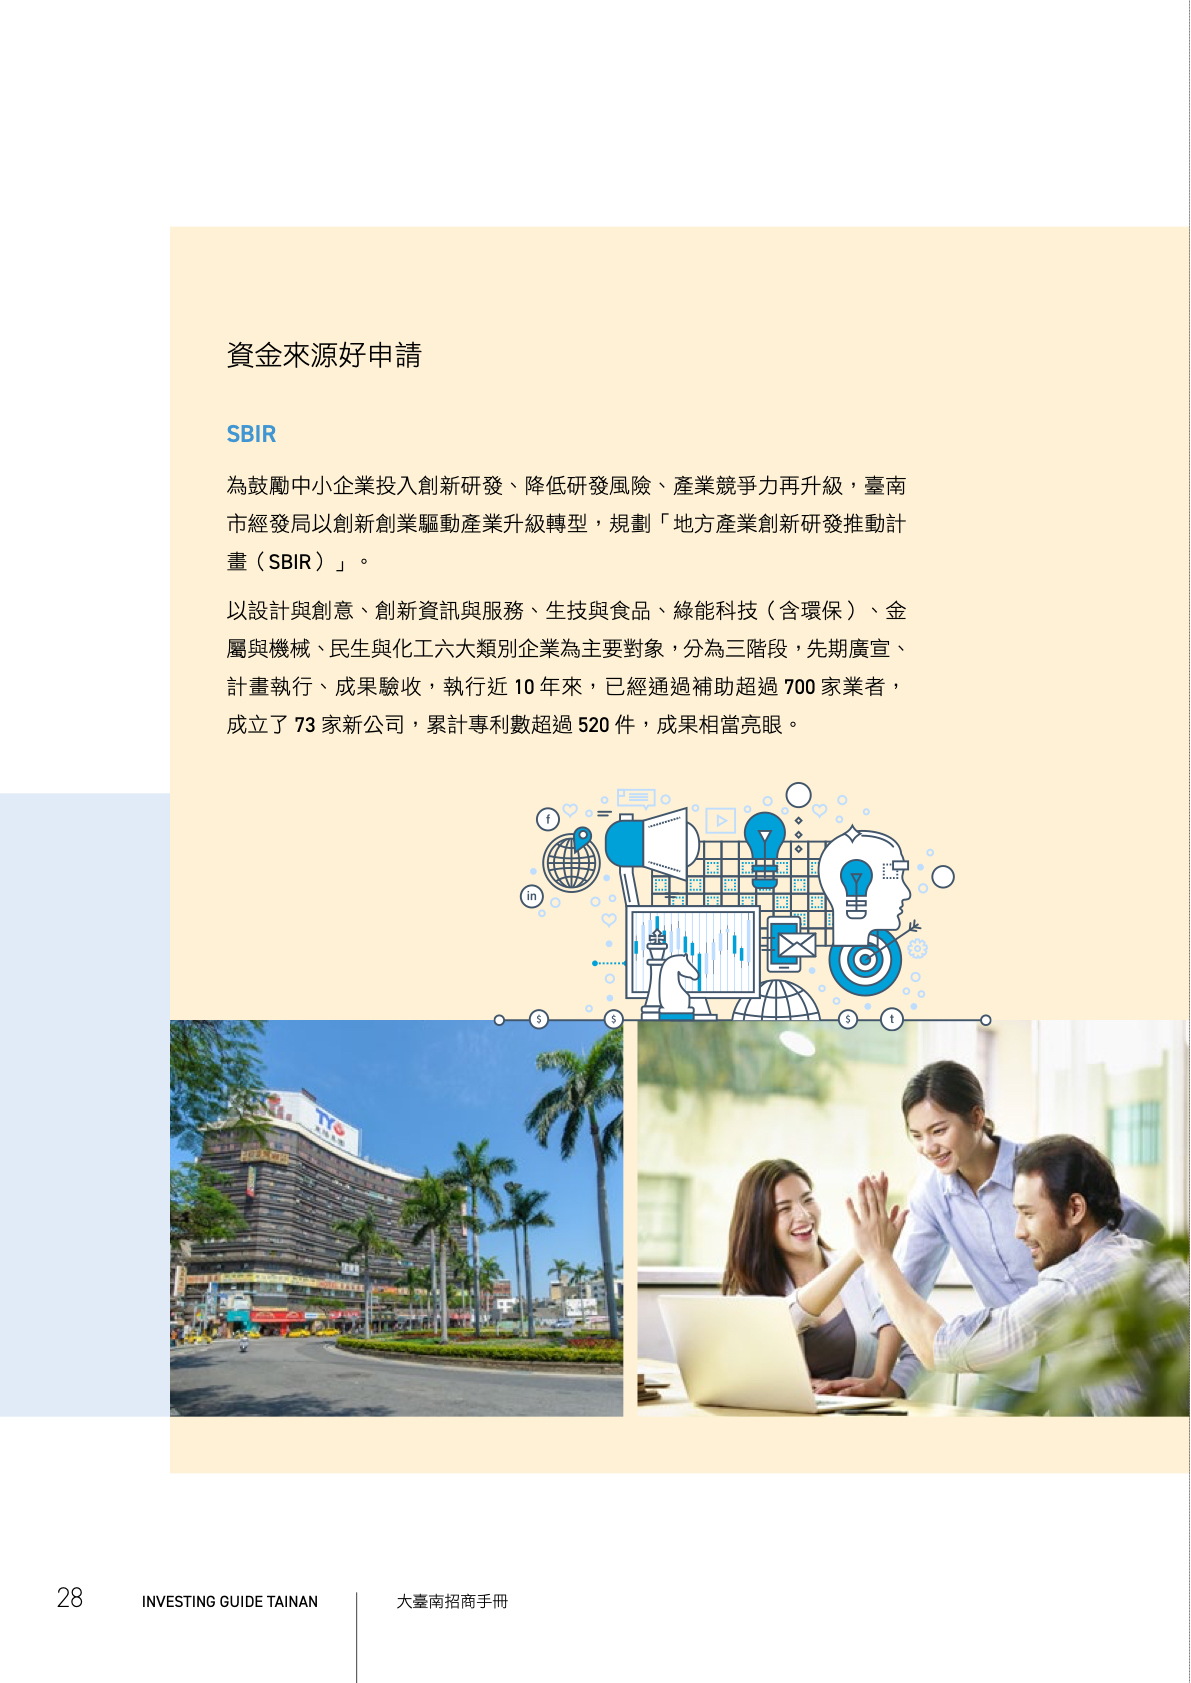 資金來源好申請
SBIR
為鼓勵中小企業投入創新研發、降低研發風險、產業競爭力再升級，臺南
市經發局以創新創業驅動產業升級轉型，規劃「地方產業創新研發推動計
畫（SBIR）」。
以設計與創意、創新資訊與服務、生技與食品、綠能科技（含環保）、金
屬與機械、民生與化工六大類別企業為主要對象，分為三階段，先期廣宣、
計畫執行、成果驗收，執行近 10 年來，已經通過補助超過 700 家業者，
成立了 73 家新公司，累計專利數超過 520 件，成果相當亮眼。
f
in
$
$
$
t
TYC
28
INVESTING GUIDE TAINAN
大臺南招商手冊